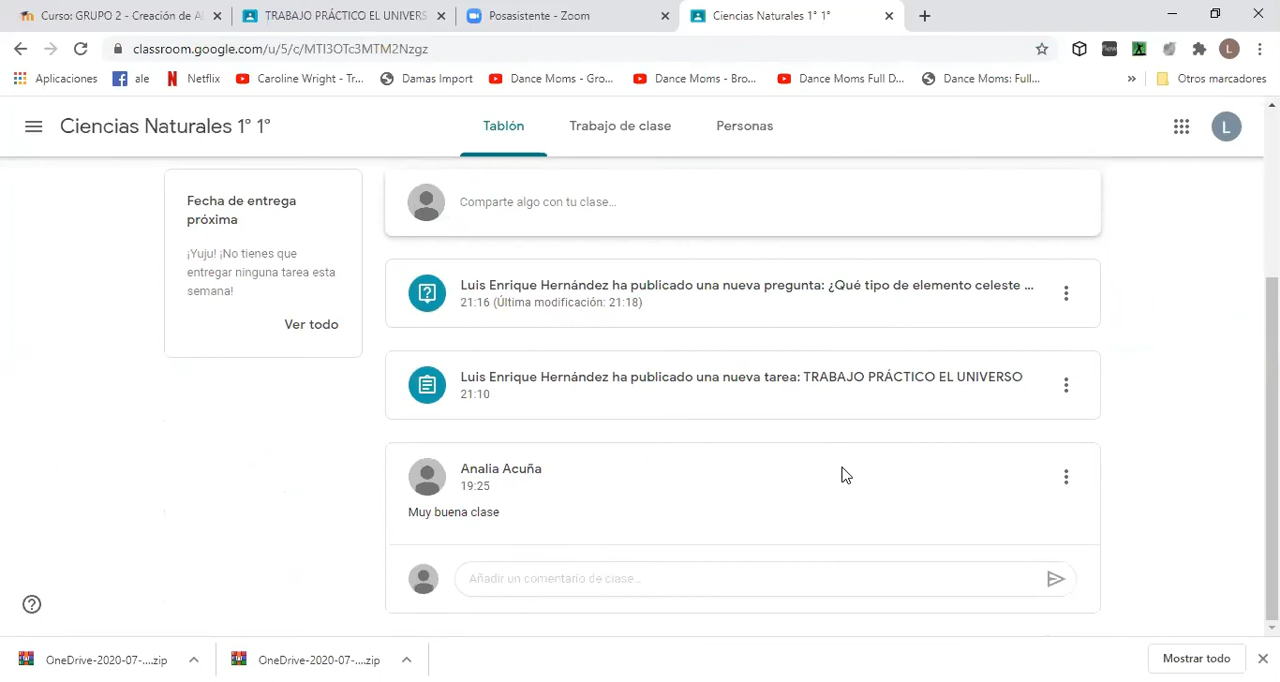 Curso: GRUPO 2 - Creación de AU
TRABAJO PRÁCTICO EL UNIVERS
Posasistente - Zoom
Ciencias Naturales 1° 1°
classroom.google.com/u/5/c/MTI3OTc3MTM2Nzgz
Aplicaciones
ale
Netflix
Caroline Wright - Tr...
Damas Import
Dance Moms - Gro...
Dance Moms - Bro...
Dance Moms Full D...
Dance Moms: Full...
»
Otros marcadores
L
Ciencias Naturales 1° 1°
Tablón
Trabajo de clase
Personas
L
Fecha de entrega
próxima
¡Yuju! ¡No tienes que
entregar ninguna tarea esta
semana!
Ver todo
Comparte algo con tu clase...
Luis Enrique Hernández ha publicado una nueva pregunta: ¿Qué tipo de elemento celeste ...
21:16 (Última modificación: 21:18)
Luis Enrique Hernández ha publicado una nueva tarea: TRABAJO PRÁCTICO EL UNIVERSO
21:10
Analia Acuña
19:25
Muy buena clase
Añadir un comentario de clase...
OneDrive-2020-07-....zip
OneDrive-2020-07-....zip
Mostrar todo